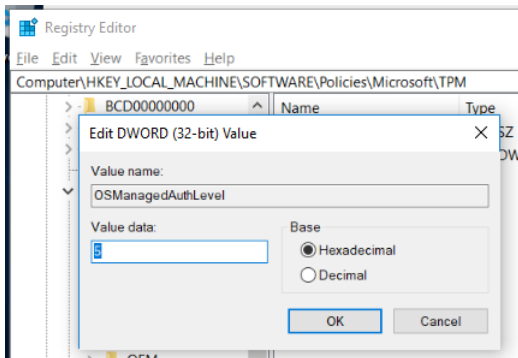 Registry Editor
File Edit View Favorites Help
Computer\HKEY_LOCAL_MACHINE\SOFTWARE\Policies\Microsoft\TPM
BCD00000000
Name
Type
Edit DWORD (32-bit) Value
Value name:
OSManagedAuthLevel
Value data:
5
Base
Hexadecimal
Decimal
OK
Cancel